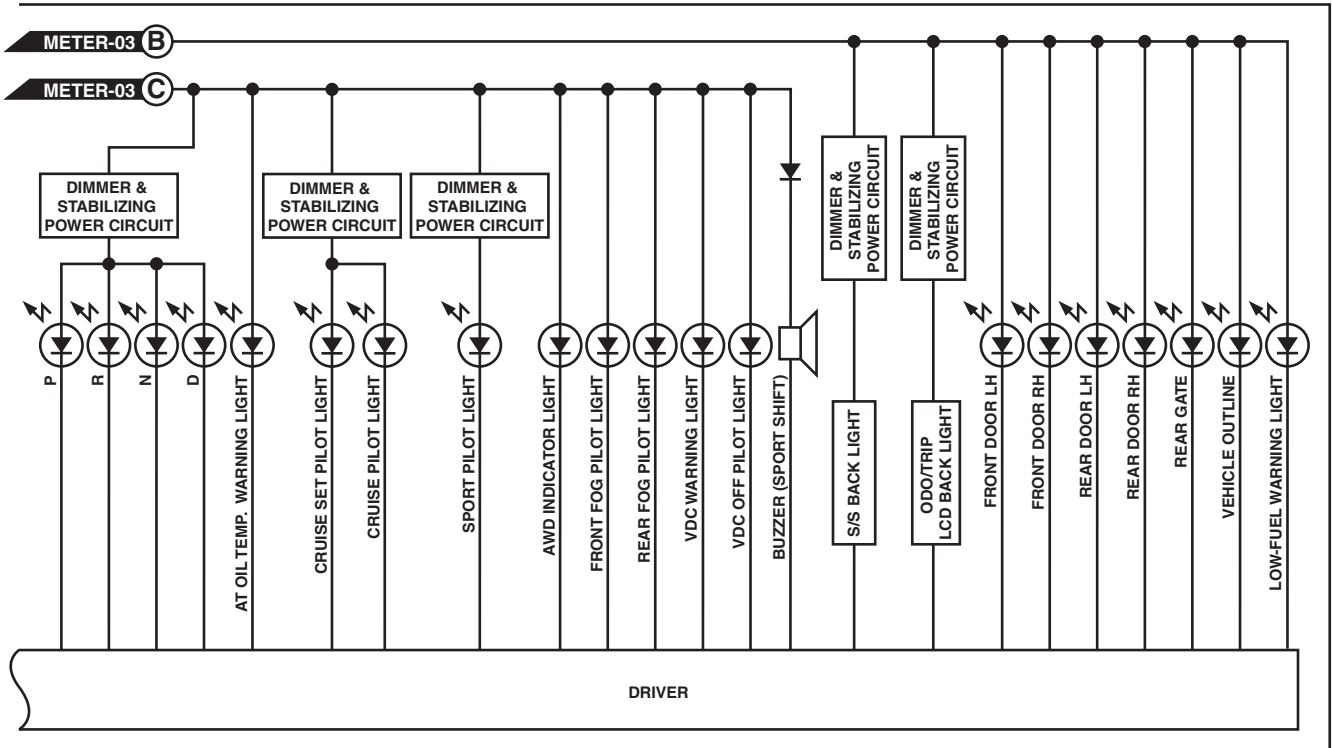 METER-03 B
METER-03 C
DIMMER &
STABILIZING
POWER CIRCUIT
DIMMER &
STABILIZING
POWER CIRCUIT
DIMMER &
STABILIZING
POWER CIRCUIT
DIMMER &
STABILIZING
POWER CIRCUIT
DIMMER &
STABILIZING
POWER CIRCUIT
P
R
N
D
AT OIL TEMP. WARNING LIGHT
CRUISE SET PILOT LIGHT
CRUISE PILOT LIGHT
SPORT PILOT LIGHT
AWD INDICATOR LIGHT
FRONT FOG PILOT LIGHT
REAR FOG PILOT LIGHT
VDC WARNING LIGHT
VDC OFF PILOT LIGHT
BUZZER (SPORT SHIFT)
S/S BACK LIGHT
ODO/TRIP
LCD BACK LIGHT
FRONT DOOR LH
FRONT DOOR RH
REAR DOOR LH
REAR DOOR RH
REAR GATE
VEHICLE OUTLINE
LOW-FUEL WARNING LIGHT
DRIVER